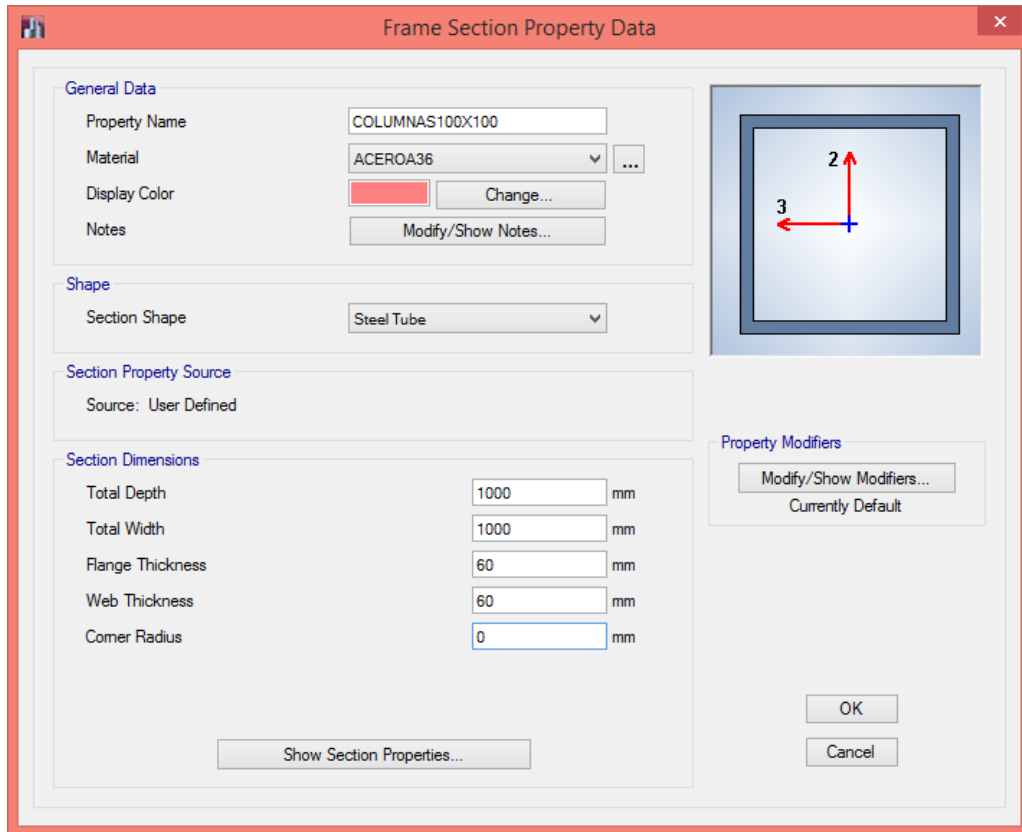 Frame Section Property Data
General Data
Property Name COLUMNAS100X100
Material ACEROA36 ...
Display Color Change...
Notes Modify/Show Notes...
2
3
Shape
Section Shape Steel Tube
Section Property Source
Source: User Defined
Property Modifiers
Modify/Show Modifiers...
Currently Default
Section Dimensions
Total Depth 1000 mm
Total Width 1000 mm
Flange Thickness 60 mm
Web Thickness 60 mm
Corner Radius 0 mm
Show Section Properties...
OK
Cancel